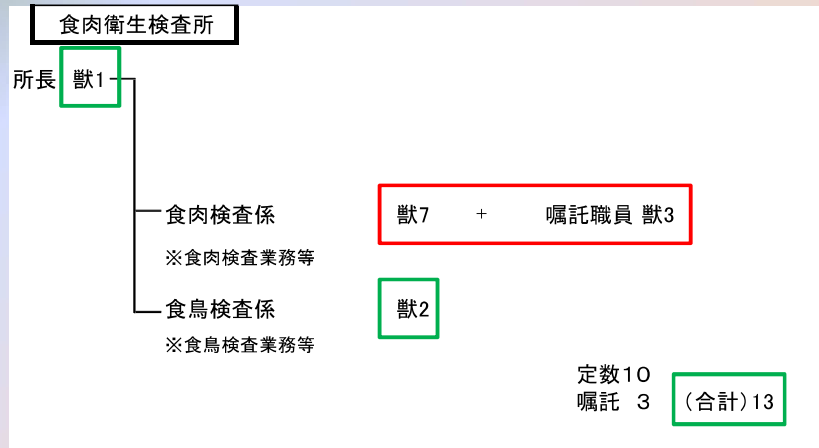 食肉衛生検査所
所長 獣1
食肉検査係 獣7 + 嘱託職員 獣3
※食肉検査業務等
食鳥検査係 獣2
※食鳥検査業務等
定数10
嘱託 3 (合計)13